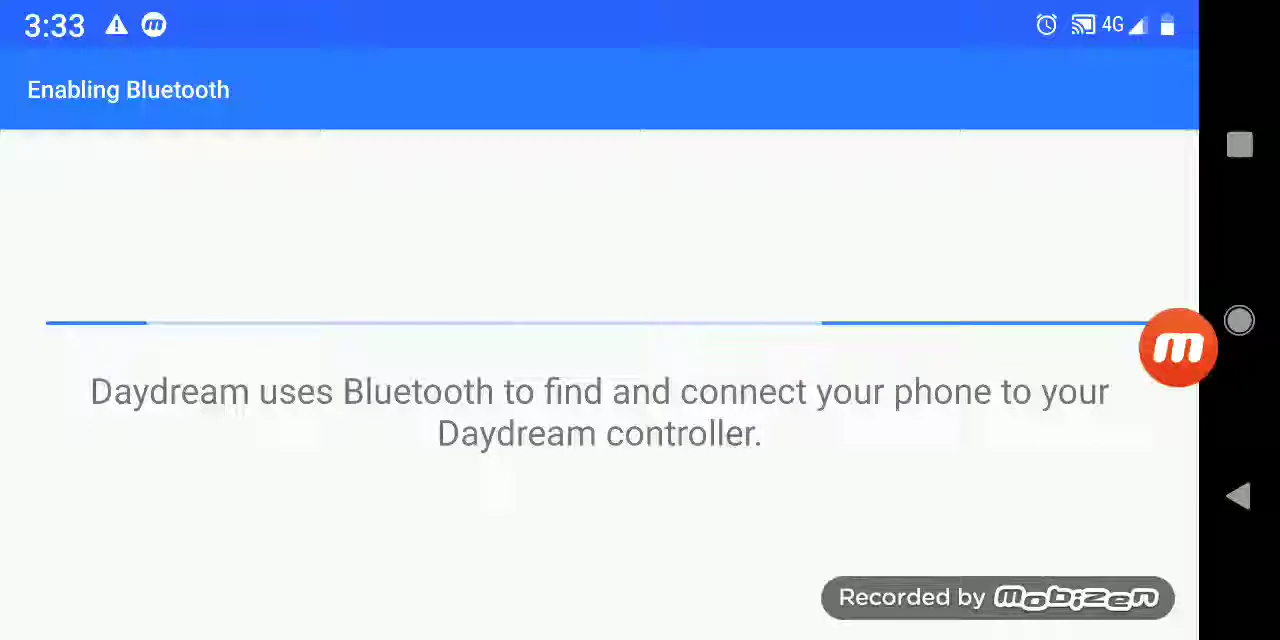 3:33
4G
Enabling Bluetooth
Daydream uses Bluetooth to find and connect your phone to your
Daydream controller.
Recorded by mobizen